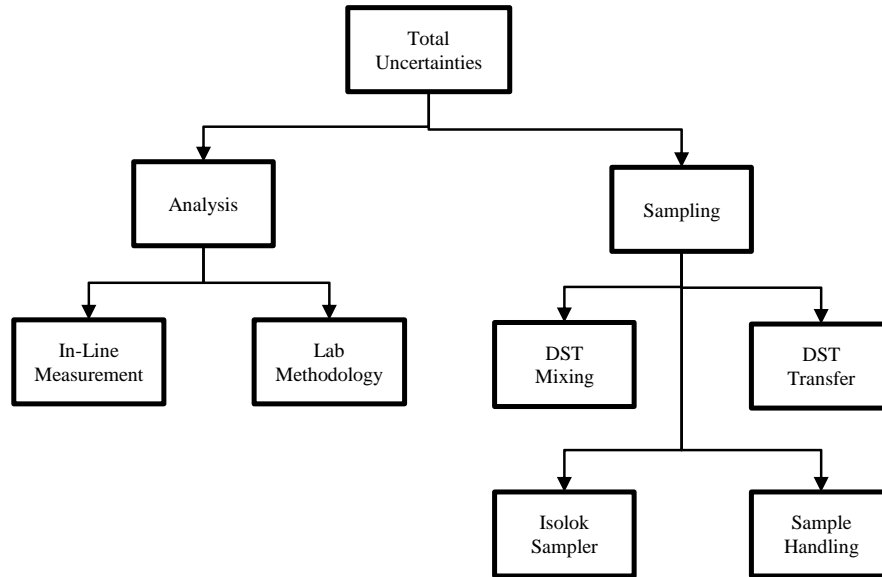 Total
Uncertainties
Analysis
Sampling
In-Line
Measurement
Lab
Methodology
DST
Mixing
DST
Transfer
Isolok
Sampler
Sample
Handling